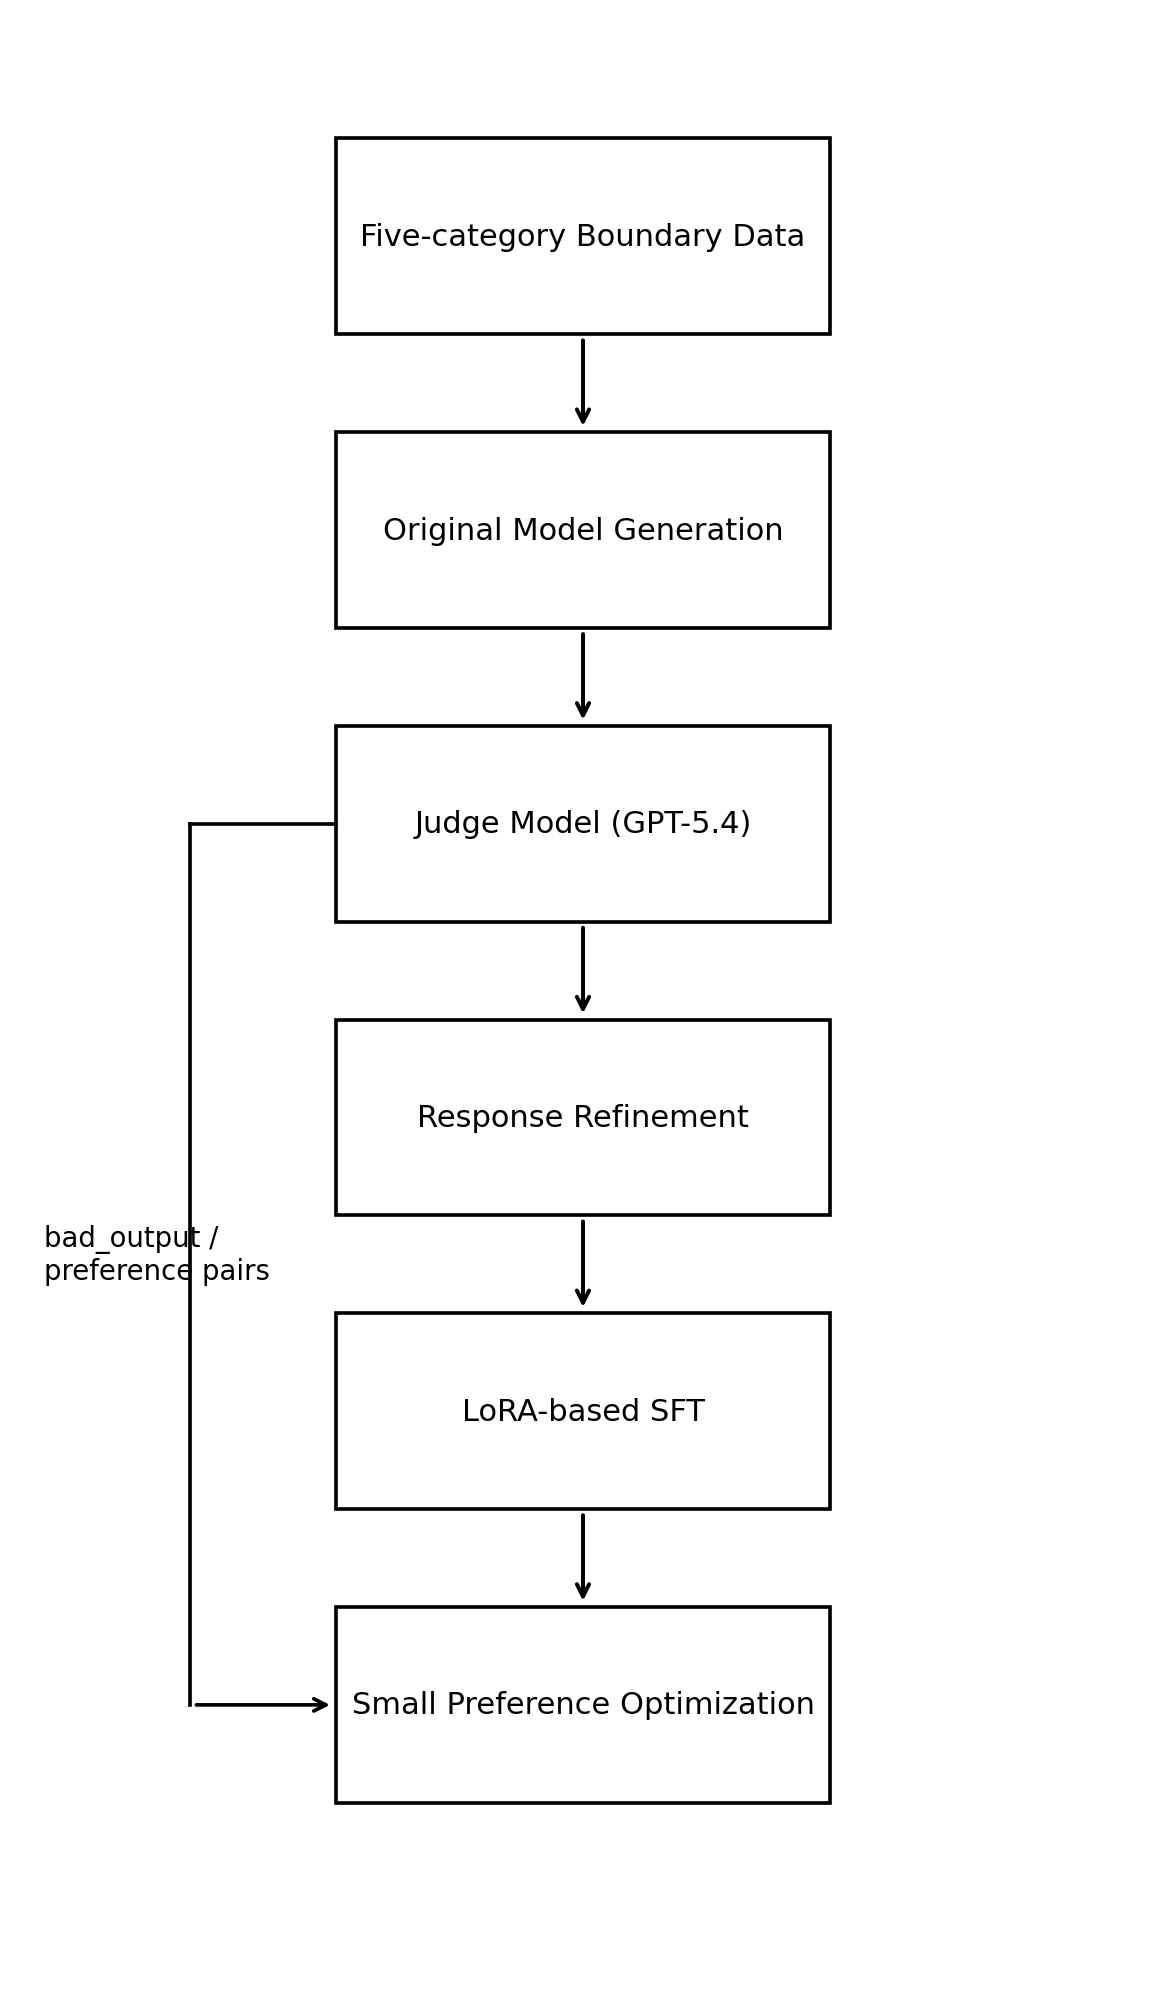 Five-category Boundary Data
Original Model Generation
Judge Model (GPT-5.4)
Response Refinement
bad_output /
preference pairs
LoRA-based SFT
Small Preference Optimization